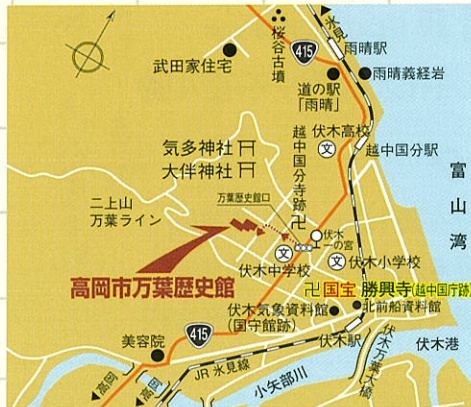 氷見
桜谷古墳
415
雨晴駅
武田家住宅
道の駅
「雨晴」
雨晴義経岩
気多神社
大伴神社
越中国分寺跡
伏木高校
文
越中国分駅
富山湾
二上山
万葉ライン
万葉歴史館口
卍
伏木
一の宮
文
伏木中学校
文
伏木小学校
高岡市万葉歴史館
卍国宝 勝興寺(越中国庁跡)
伏木気象資料館
(国守館跡)
北前船資料館
415
美容院
伏木駅
伏木港
伏木万葉大橋
JR 氷見線
小矢部川
高岡
高岡